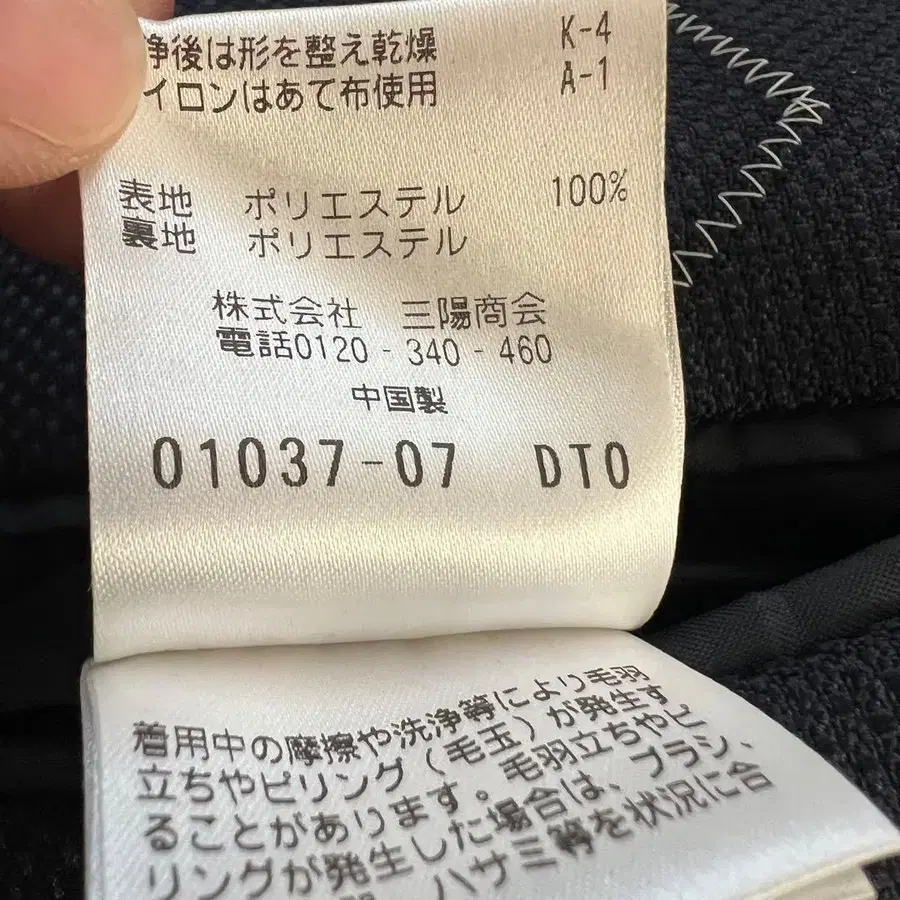 浄後は形を整え乾燥 K-4
イロンはあて布使用 A-1
表地 ポリエステル 100%
裏地 ポリエステル
株式会社 三陽商会
電話0120-340-460
中国製
01037-07 DT0
着用中の摩擦や洗浄等により毛羽
立ちやピリング(毛玉)が発生す
ることがあります。毛羽立ちやピ
リングが発生した場合は、ブラシ、
ハサミ等を状況に合